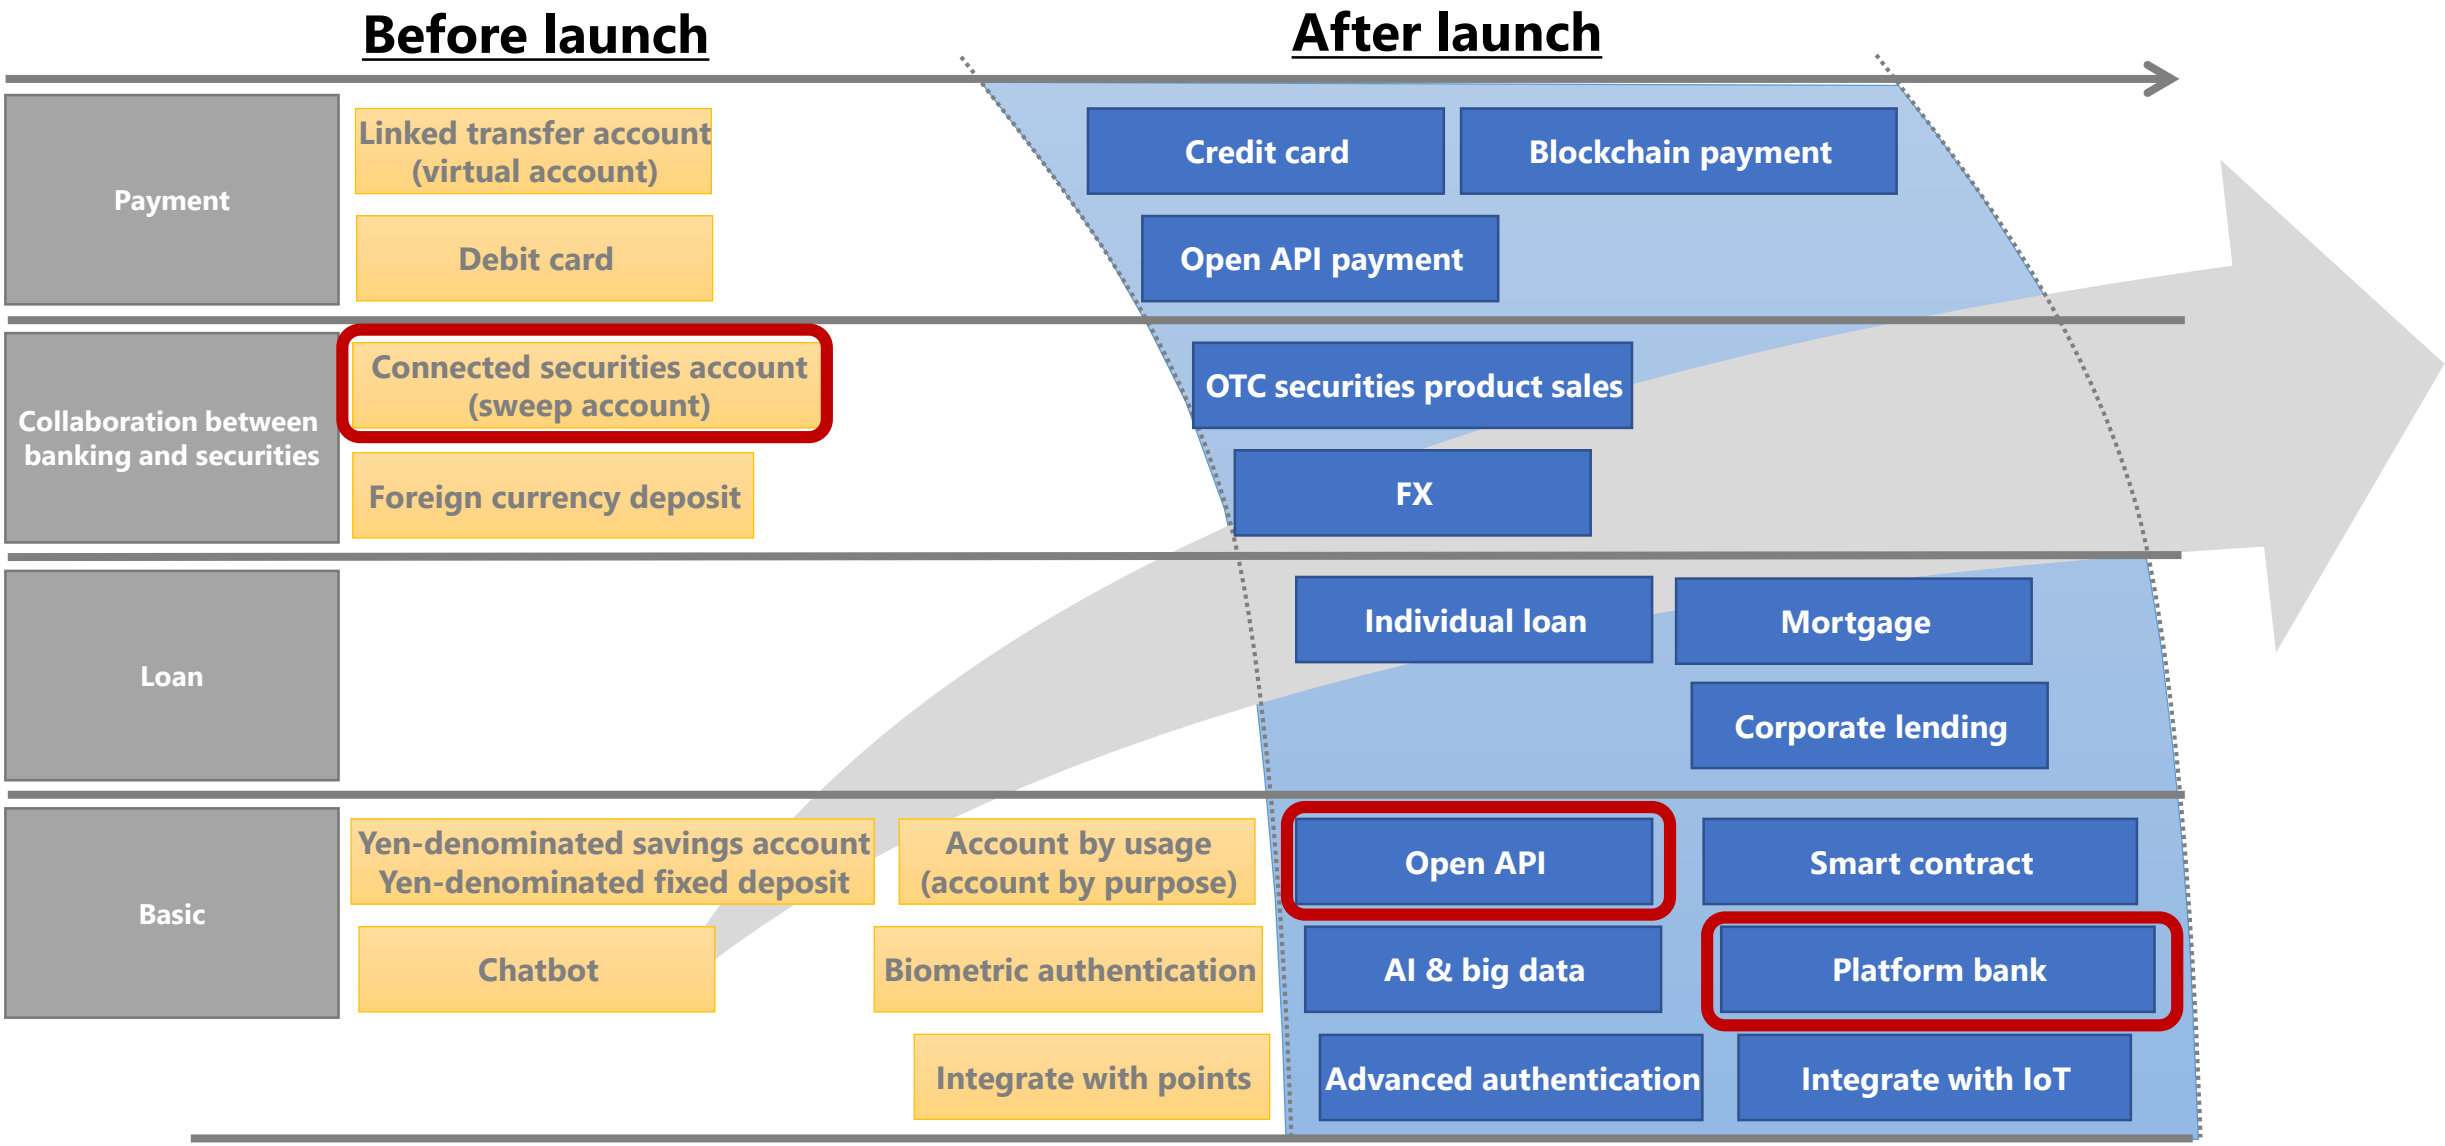 Before launch
After launch
Payment
Linked transfer account
(virtual account)
Credit card
Blockchain payment
Debit card
Open API payment
Collaboration between
banking and securities
Connected securities account
(sweep account)
OTC securities product sales
Foreign currency deposit
FX
Loan
Individual loan
Mortgage
Corporate lending
Basic
Yen-denominated savings account
Yen-denominated fixed deposit
Account by usage
(account by purpose)
Open API
Smart contract
Chatbot
Biometric authentication
AI & big data
Platform bank
Integrate with points
Advanced authentication
Integrate with IoT